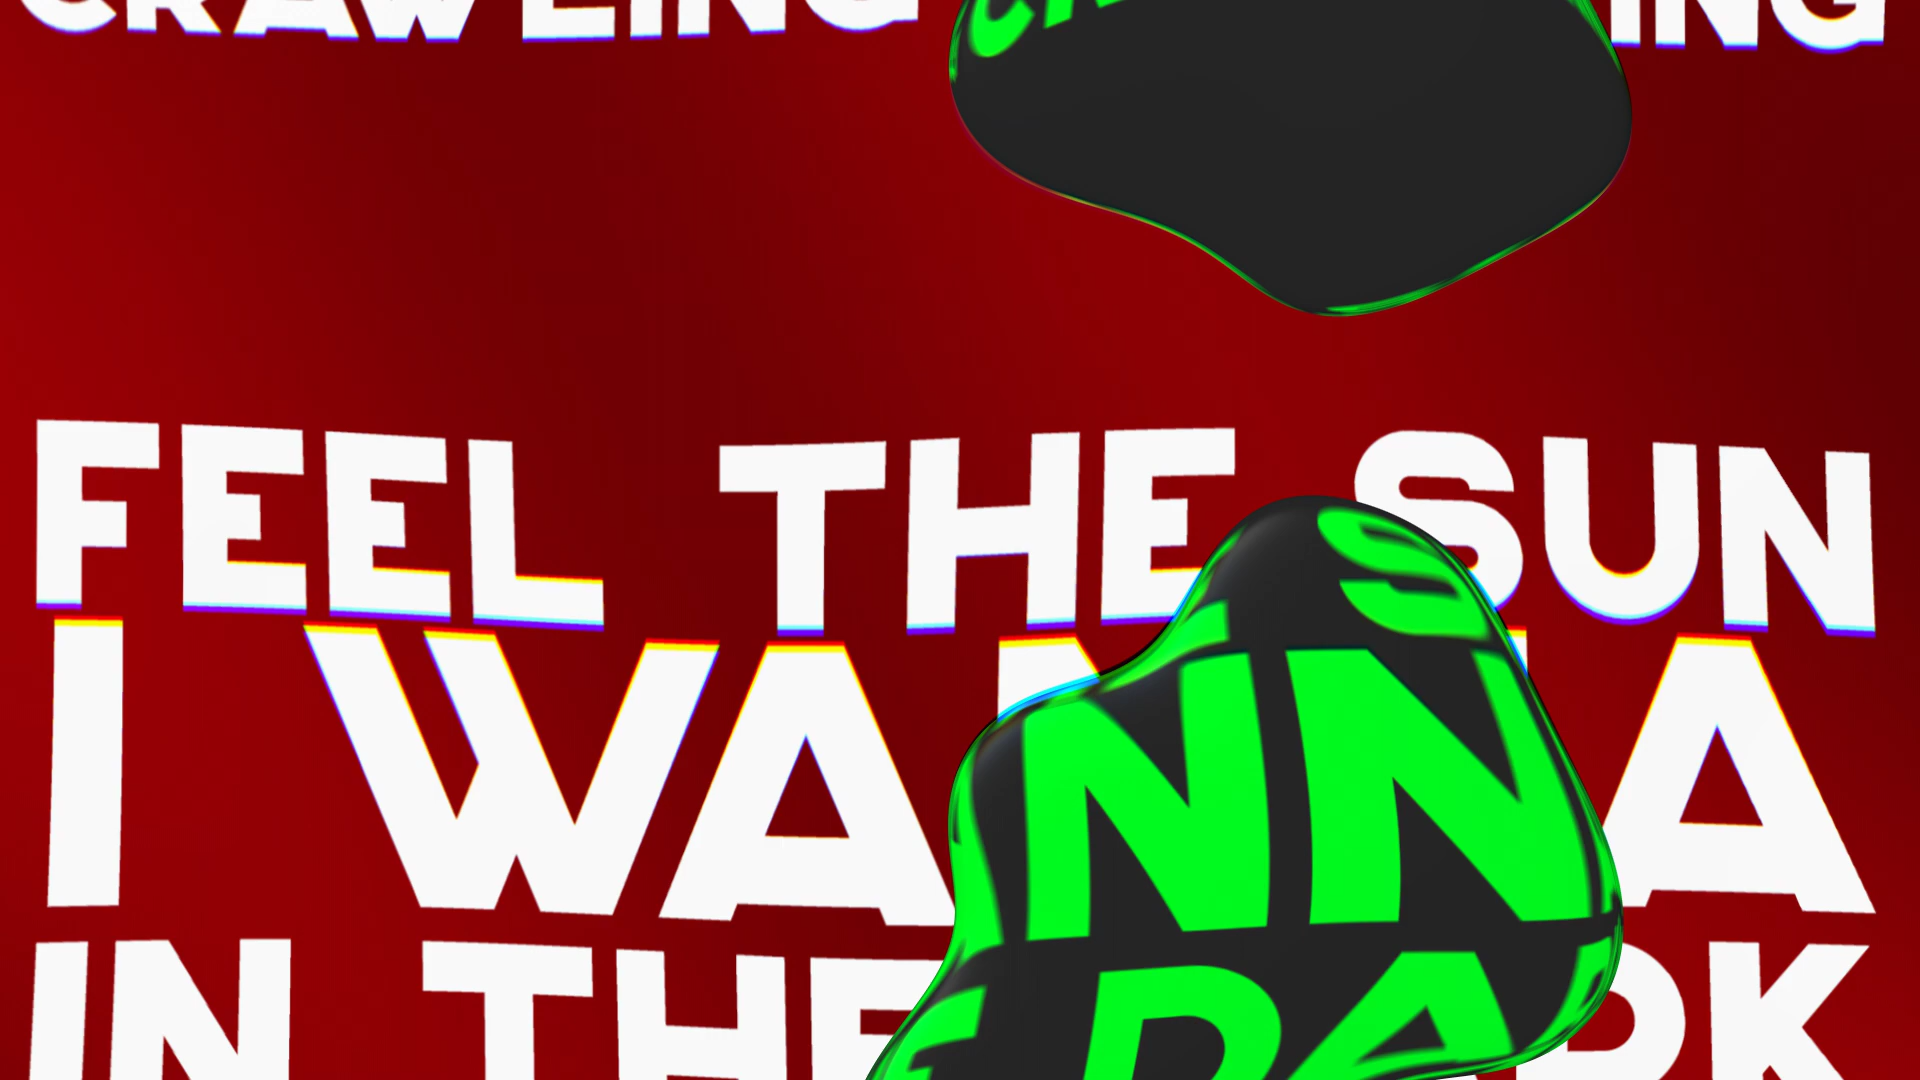 CRAWLING
FEEL THE SUN
I WANNA
IN THE DARK